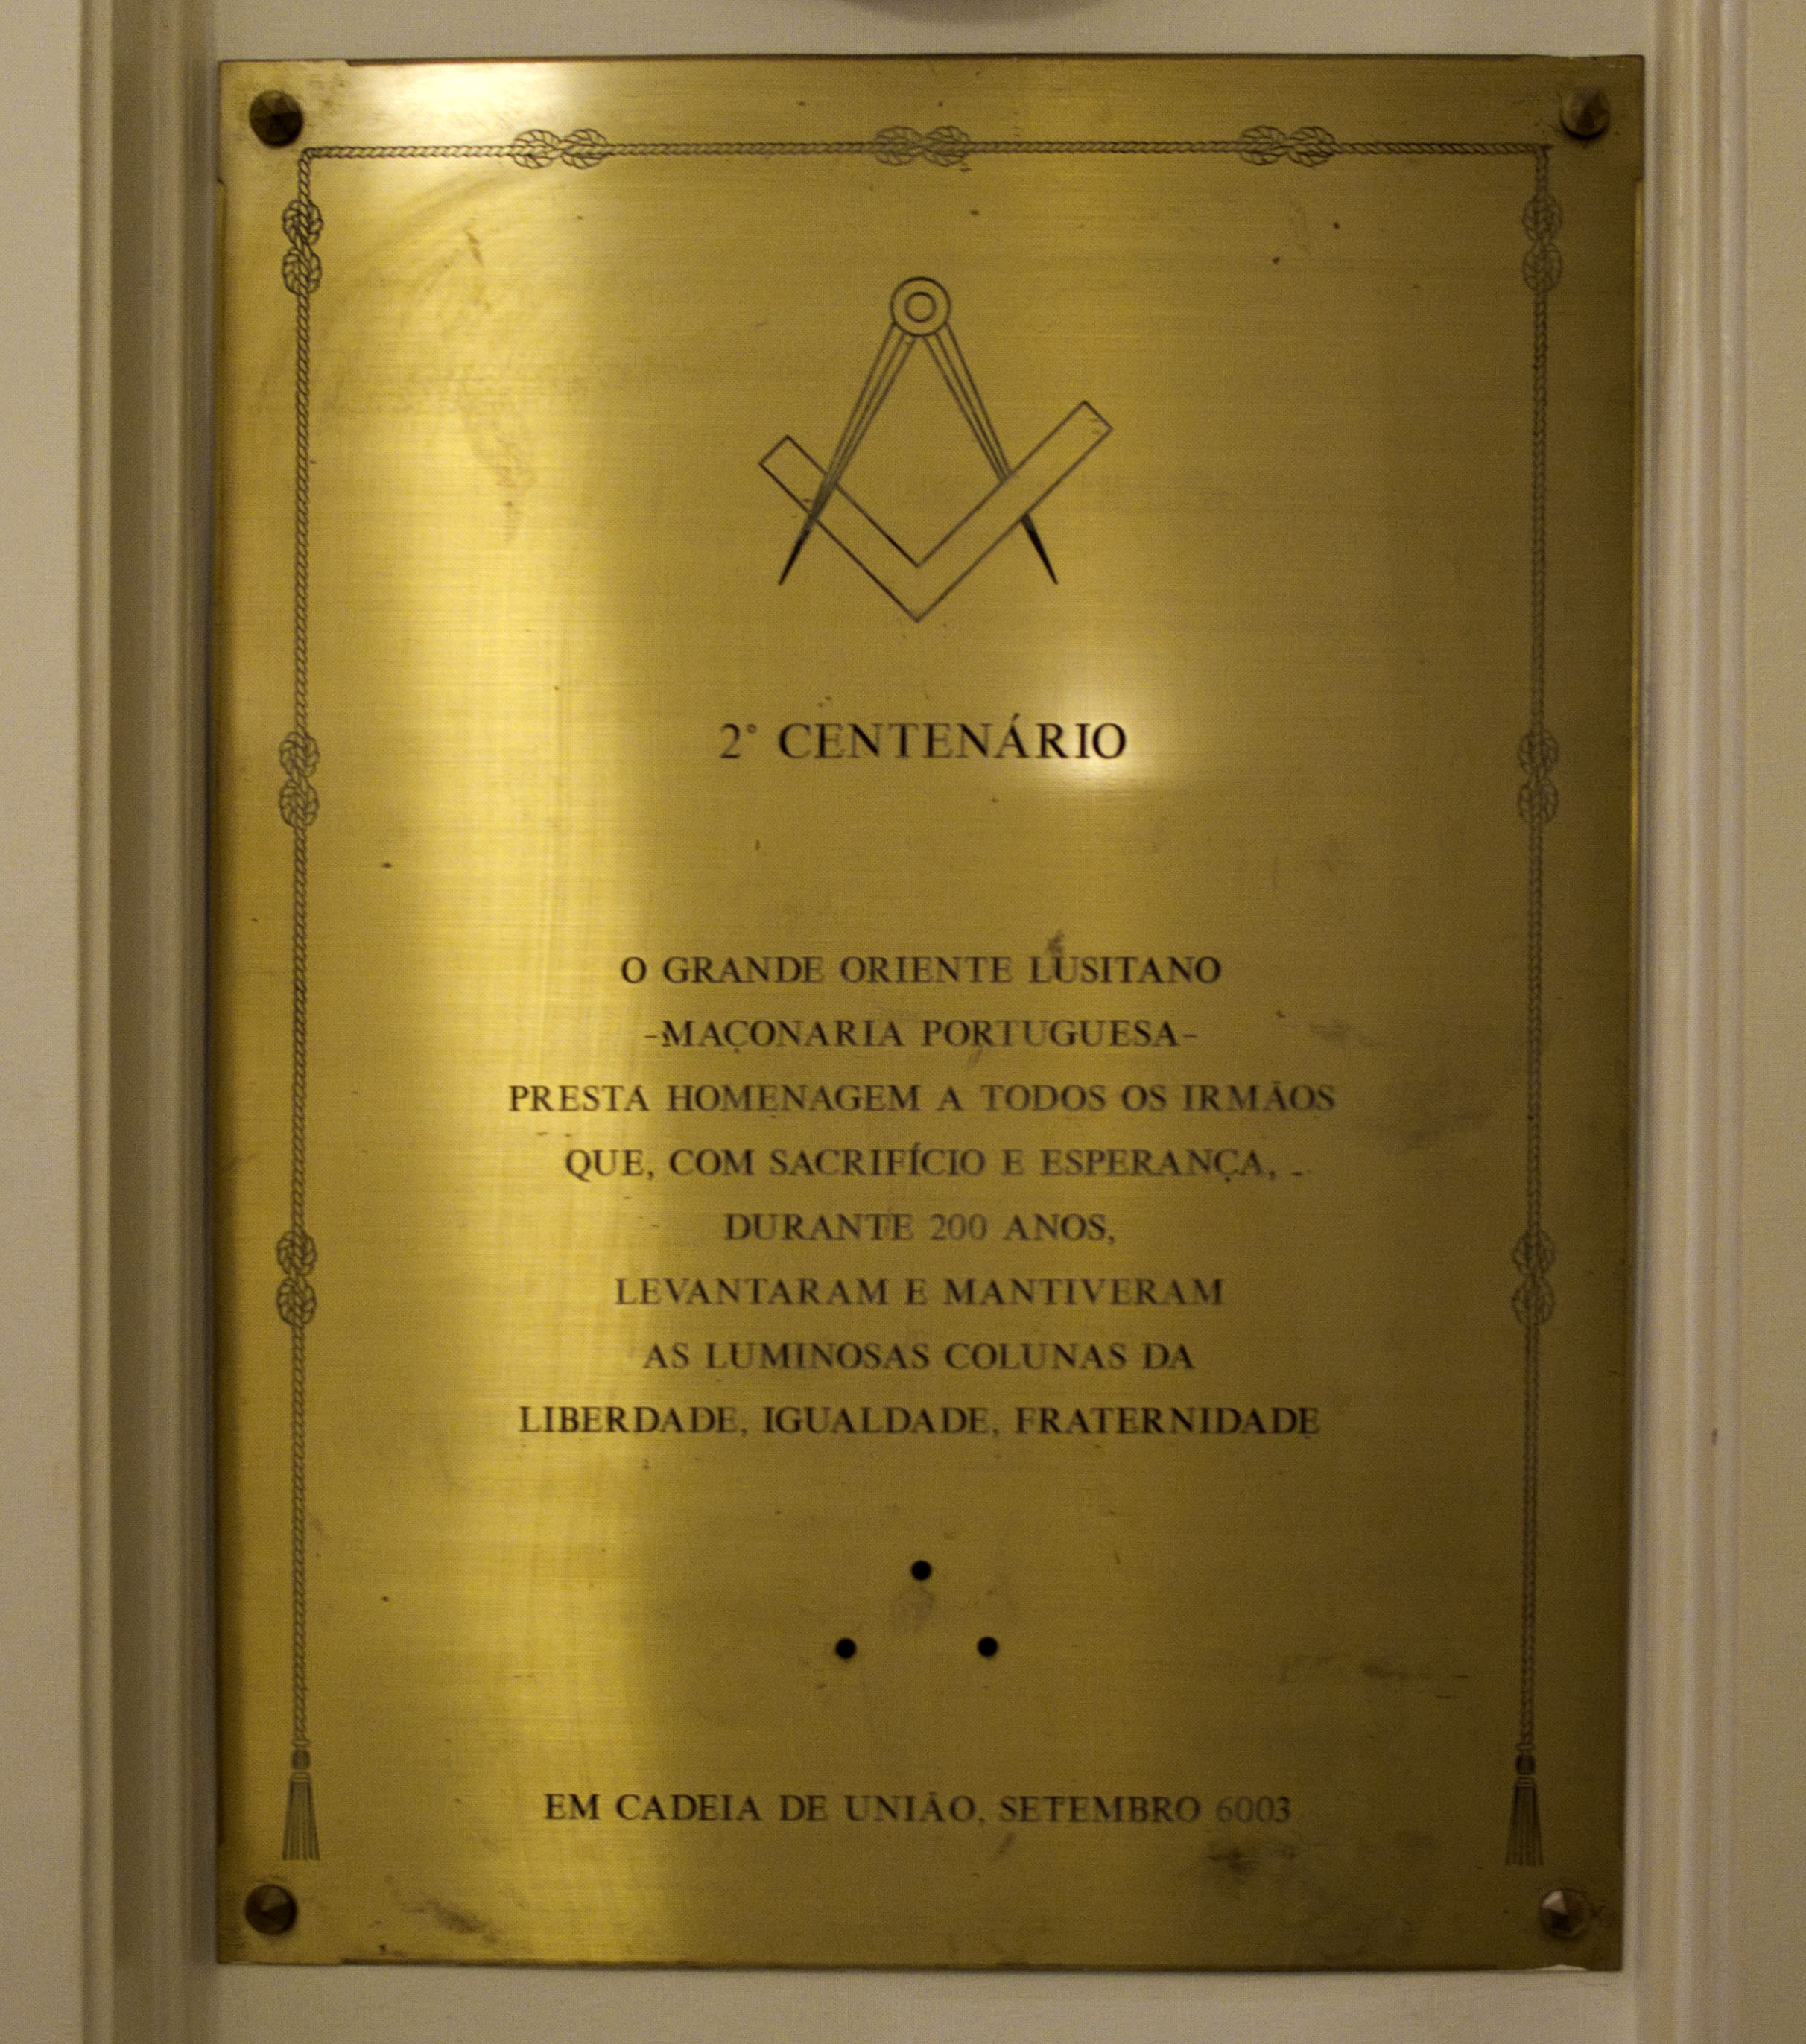 2° CENTENÁRIO
O GRANDE ORIENTE LUSITANO
-MAÇONARIA PORTUGUESA-
PRESTA HOMENAGEM A TODOS OS IRMÃOS
QUE, COM SACRIFÍCIO E ESPERANÇA,
DURANTE 200 ANOS,
LEVANTARAM E MANTIVERAM
AS LUMINOSAS COLUNAS DA
LIBERDADE, IGUALDADE, FRATERNIDADE
EM CADEIA DE UNIÃO, SETEMBRO 6003